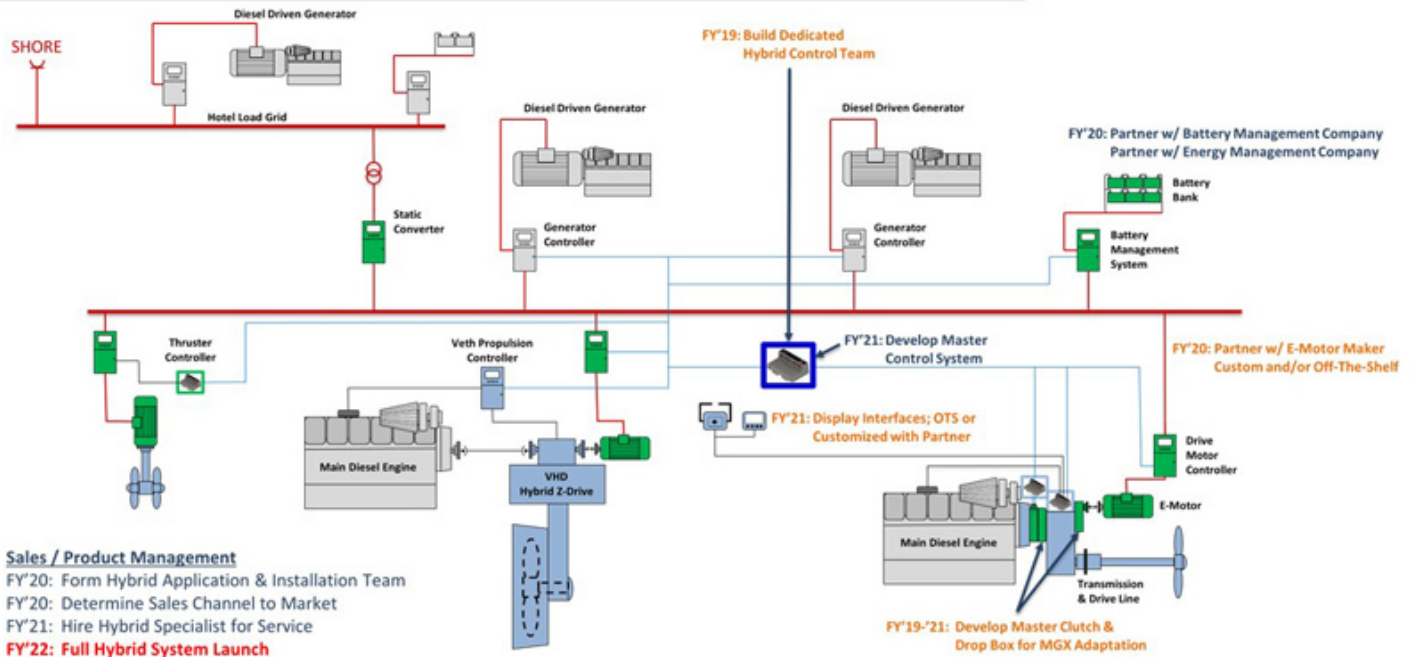 Diesel Driven Generator
SHORE
Hotel Load Grid
FY'19: Build Dedicated
Hybrid Control Team
Diesel Driven Generator
Diesel Driven Generator
FY'20: Partner w/ Battery Management Company
Partner w/ Energy Management Company
Battery
Bank
Static
Converter
Generator
Controller
Generator
Controller
Battery
Management
System
Thruster
Controller
Veth Propulsion
Controller
FY'21: Develop Master
Control System
FY'20: Partner w/ E-Motor Maker
Custom and/or Off-The-Shelf
FY'21: Display Interfaces; OTS or
Customized with Partner
Drive
Motor
Controller
Main Diesel Engine
VHD
Hybrid Z-Drive
E-Motor
Main Diesel Engine
Transmission
& Drive Line
FY'19-'21: Develop Master Clutch &
Drop Box for MGX Adaptation
Sales / Product Management
FY'20: Form Hybrid Application & Installation Team
FY'20: Determine Sales Channel to Market
FY'21: Hire Hybrid Specialist for Service
FY'22: Full Hybrid System Launch